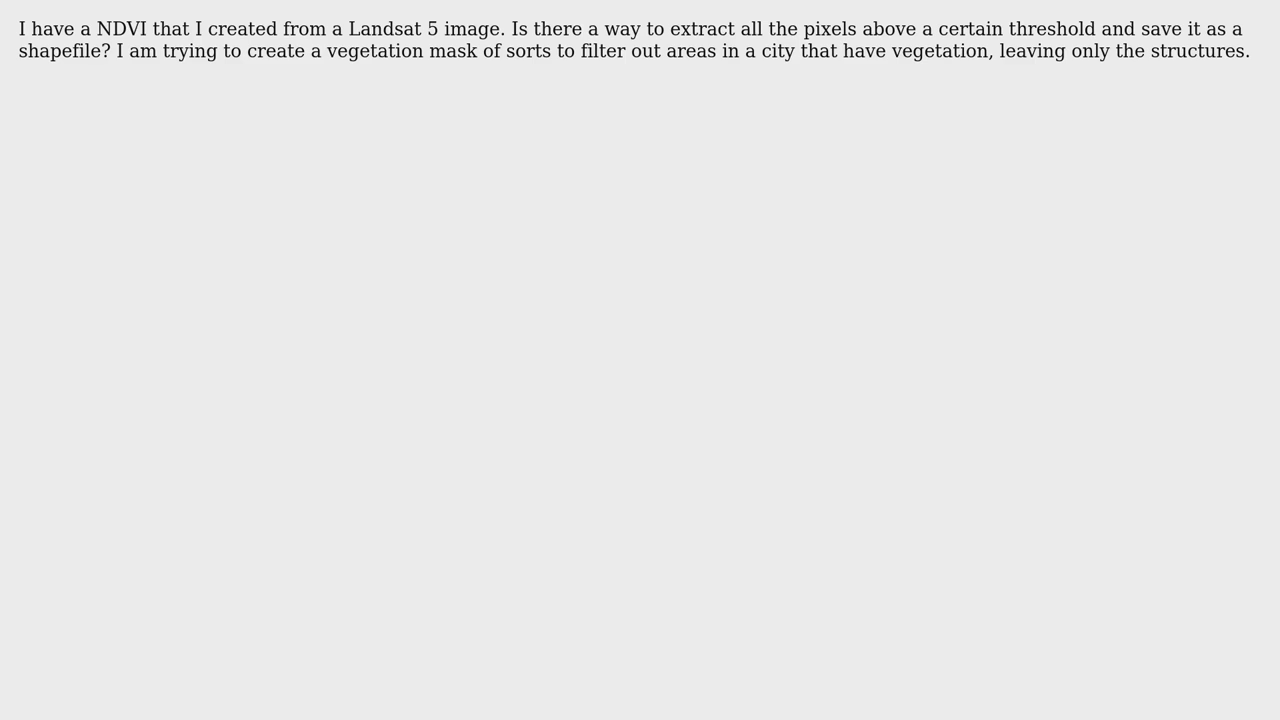 I have a NDVI that I created from a Landsat 5 image. Is there a way to extract all the pixels above a certain threshold and save it as a
shapefile? I am trying to create a vegetation mask of sorts to filter out areas in a city that have vegetation, leaving only the structures.